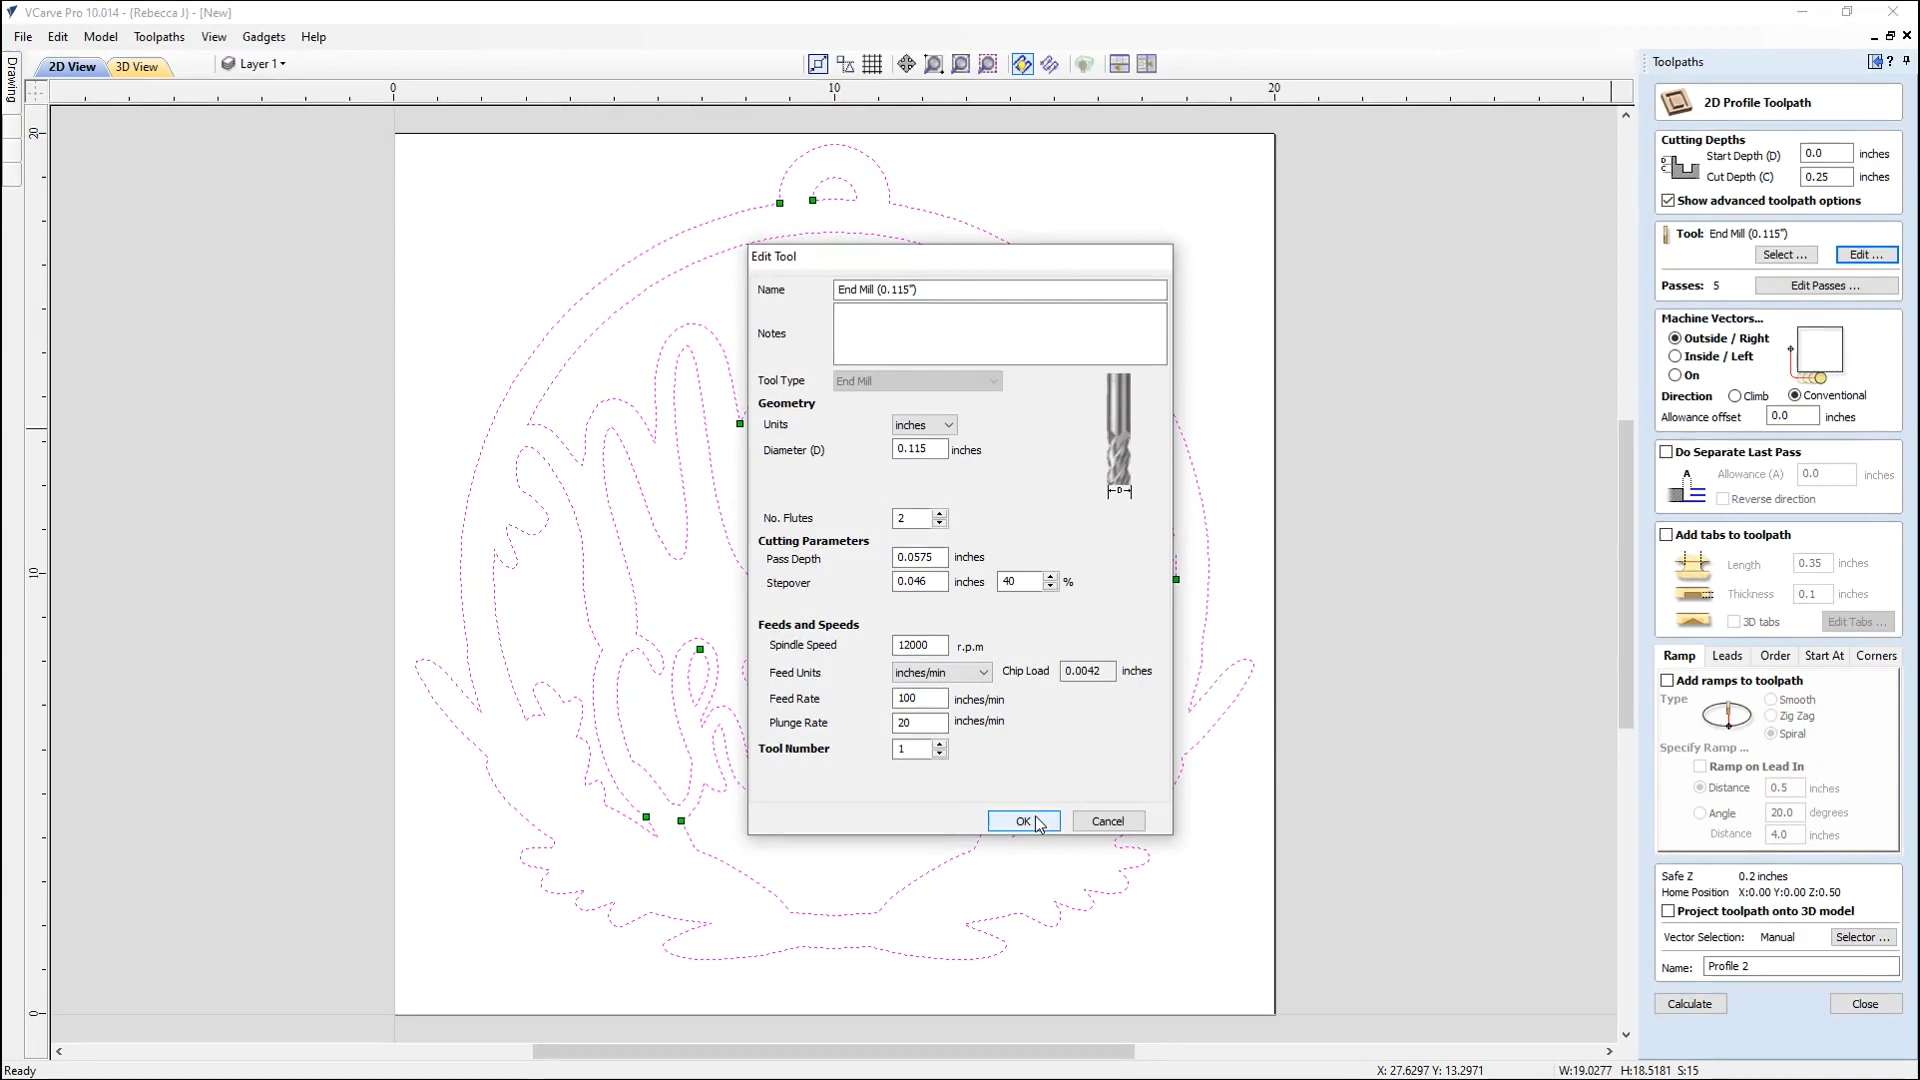 VCarve Pro 10.014 - {Rebecca J} - [New]
File Edit Model Toolpaths View Gadgets Help
2D View 3D View Layer 1
Drawing
0 10 20
20
10
0
Edit Tool
Name End Mill (0.115")
Notes
Tool Type End Mill
Geometry
Units inches
Diameter (D) 0.115 inches
D
No. Flutes 2
Cutting Parameters
Pass Depth 0.0575 inches
Stepover 0.046 inches 40 %
Feeds and Speeds
Spindle Speed 12000 r.p.m
Feed Units inches/min Chip Load 0.0042 inches
Feed Rate 100 inches/min
Plunge Rate 20 inches/min
Tool Number 1
OK Cancel
Toolpaths ?
2D Profile Toolpath
Cutting Depths
Start Depth (D) 0.0 inches
Cut Depth (C) 0.25 inches
Show advanced toolpath options
Tool: End Mill (0.115")
Select ... Edit ...
Passes: 5 Edit Passes ...
Machine Vectors...
Outside / Right
Inside / Left
On
Direction Climb Conventional
Allowance offset 0.0 inches
Do Separate Last Pass
A Allowance (A) 0.0 inches
Reverse direction
Add tabs to toolpath
Length 0.35 inches
Thickness 0.1 inches
3D tabs Edit Tabs ...
Ramp Leads Order Start At Corners
Add ramps to toolpath
Type Smooth
Zig Zag
Spiral
Specify Ramp ...
Ramp on Lead In
Distance 0.5 inches
Angle 20.0 degrees
Distance 4.0 inches
Safe Z 0.2 inches
Home Position X:0.00 Y:0.00 Z:0.50
Project toolpath onto 3D model
Vector Selection: Manual Selector ...
Name: Profile 2
Calculate Close
Ready X: 27.6297 Y: 13.2971 W:19.0277 H:18.5181 S:15